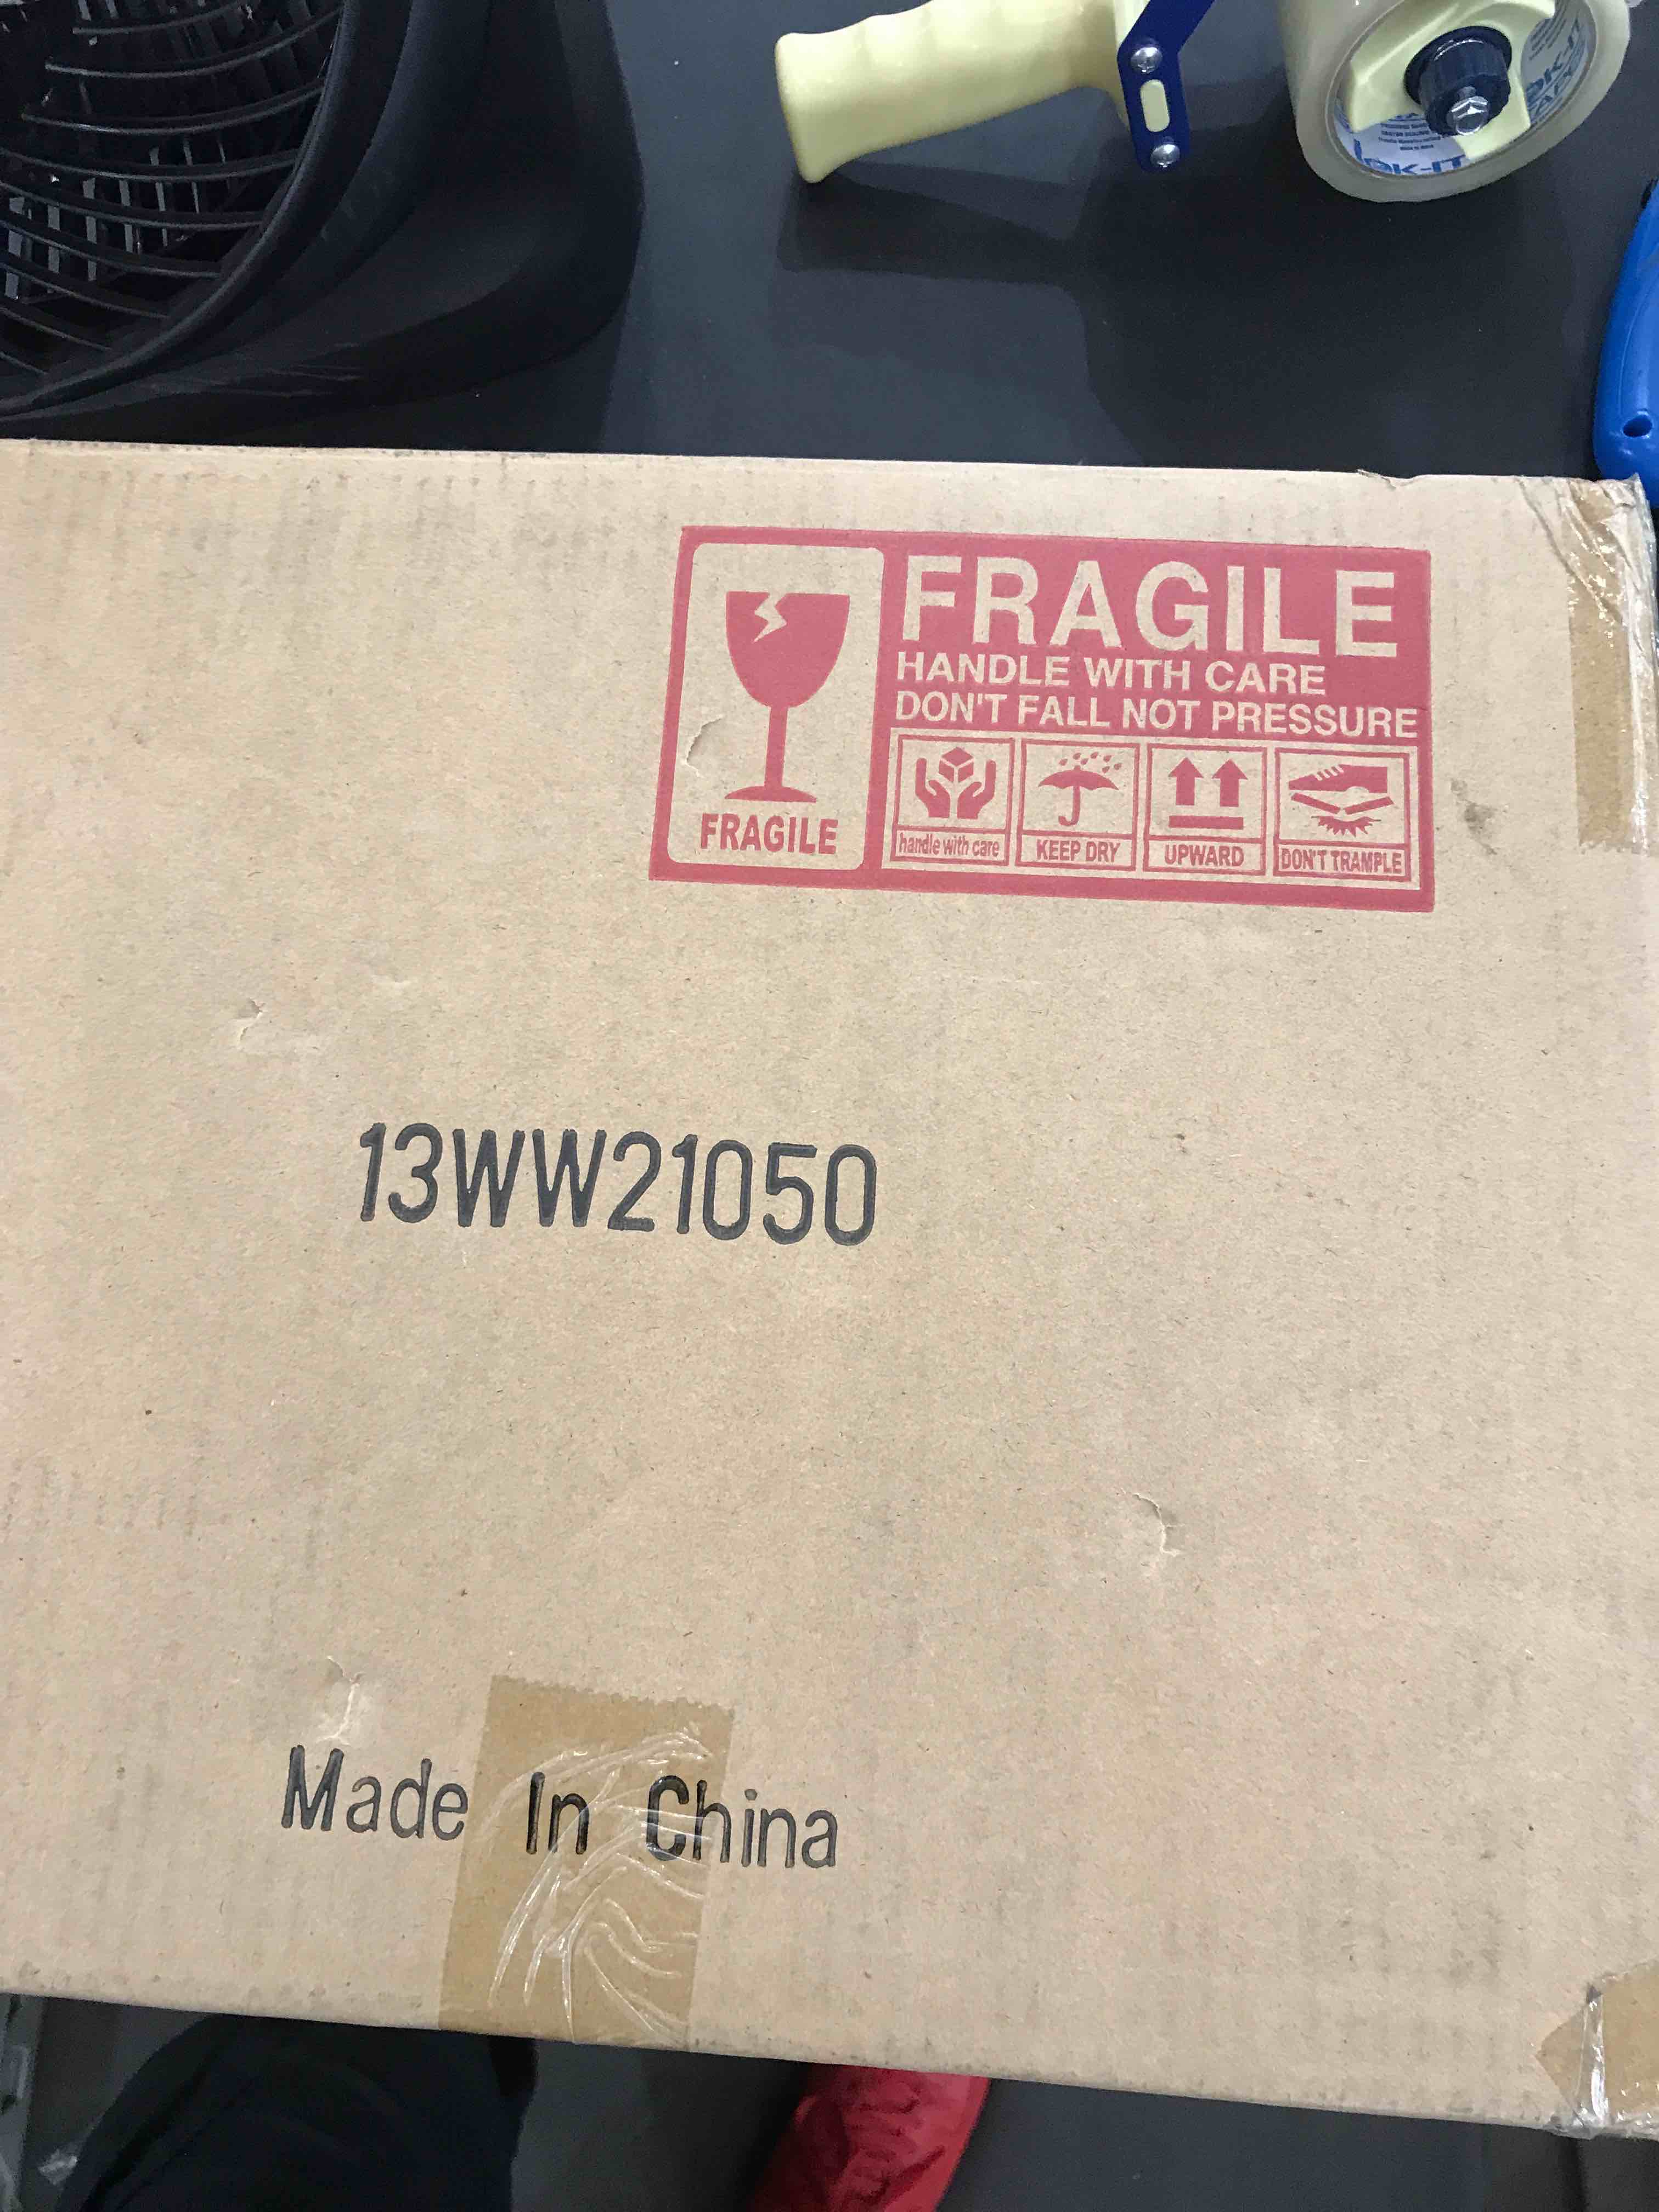 FRAGILE
HANDLE WITH CARE
DON'T FALL NOT PRESSURE
FRAGILE
handle with care
KEEP DRY
UPWARD
DON'T TRAMPLE
13WW21050
Made In China